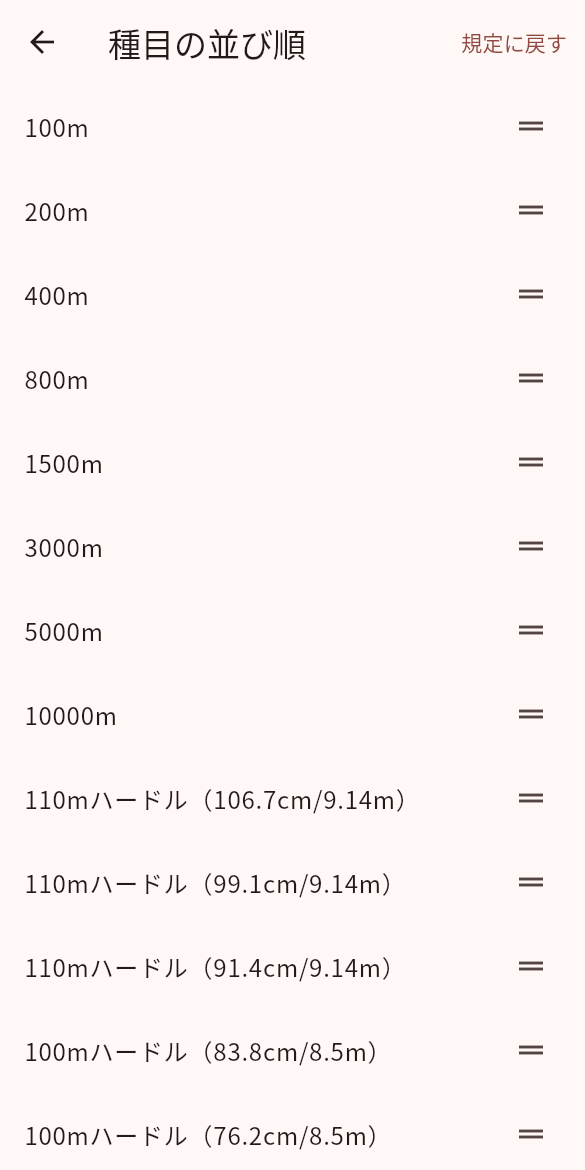 種目の並び順
規定に戻す
100m
200m
400m
800m
1500m
3000m
5000m
10000m
110mハードル（106.7cm/9.14m）
110mハードル（99.1cm/9.14m）
110mハードル（91.4cm/9.14m）
100mハードル（83.8cm/8.5m）
100mハードル（76.2cm/8.5m）